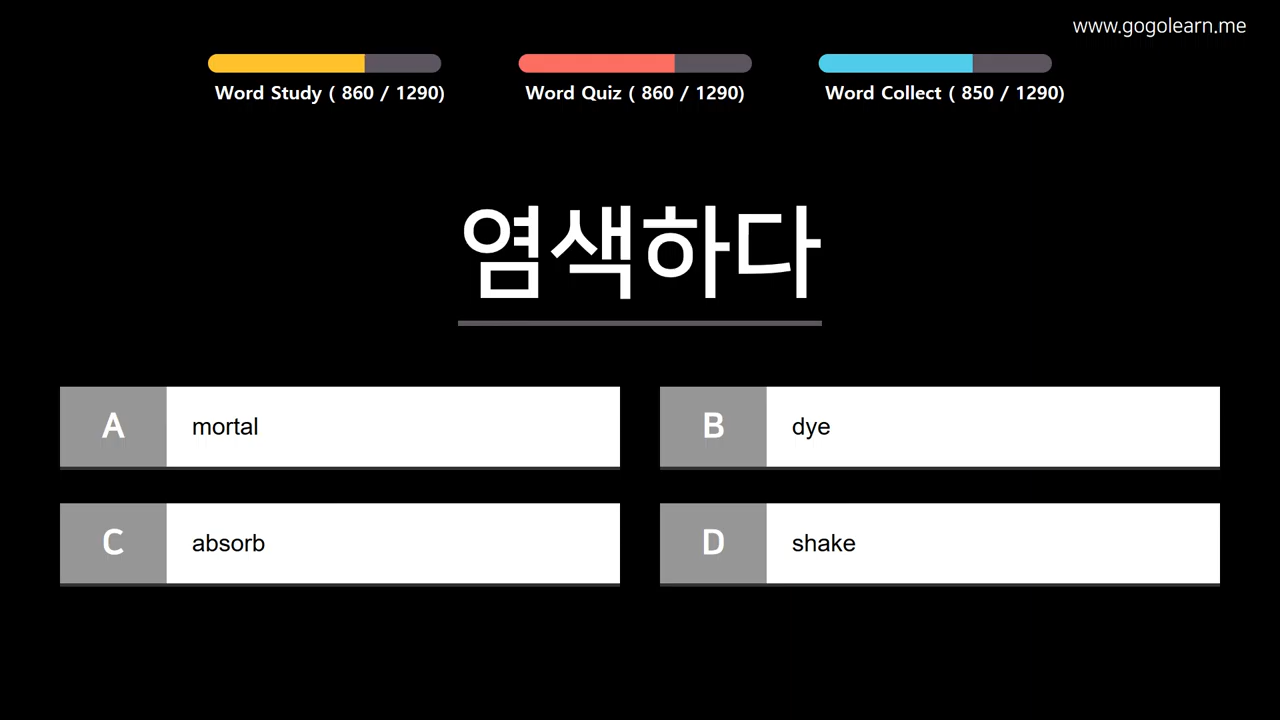 www.gogolearn.me
Word Study ( 860 / 1290)
Word Quiz ( 860 / 1290)
Word Collect ( 850 / 1290)
염색하다
A mortal
B dye
C absorb
D shake